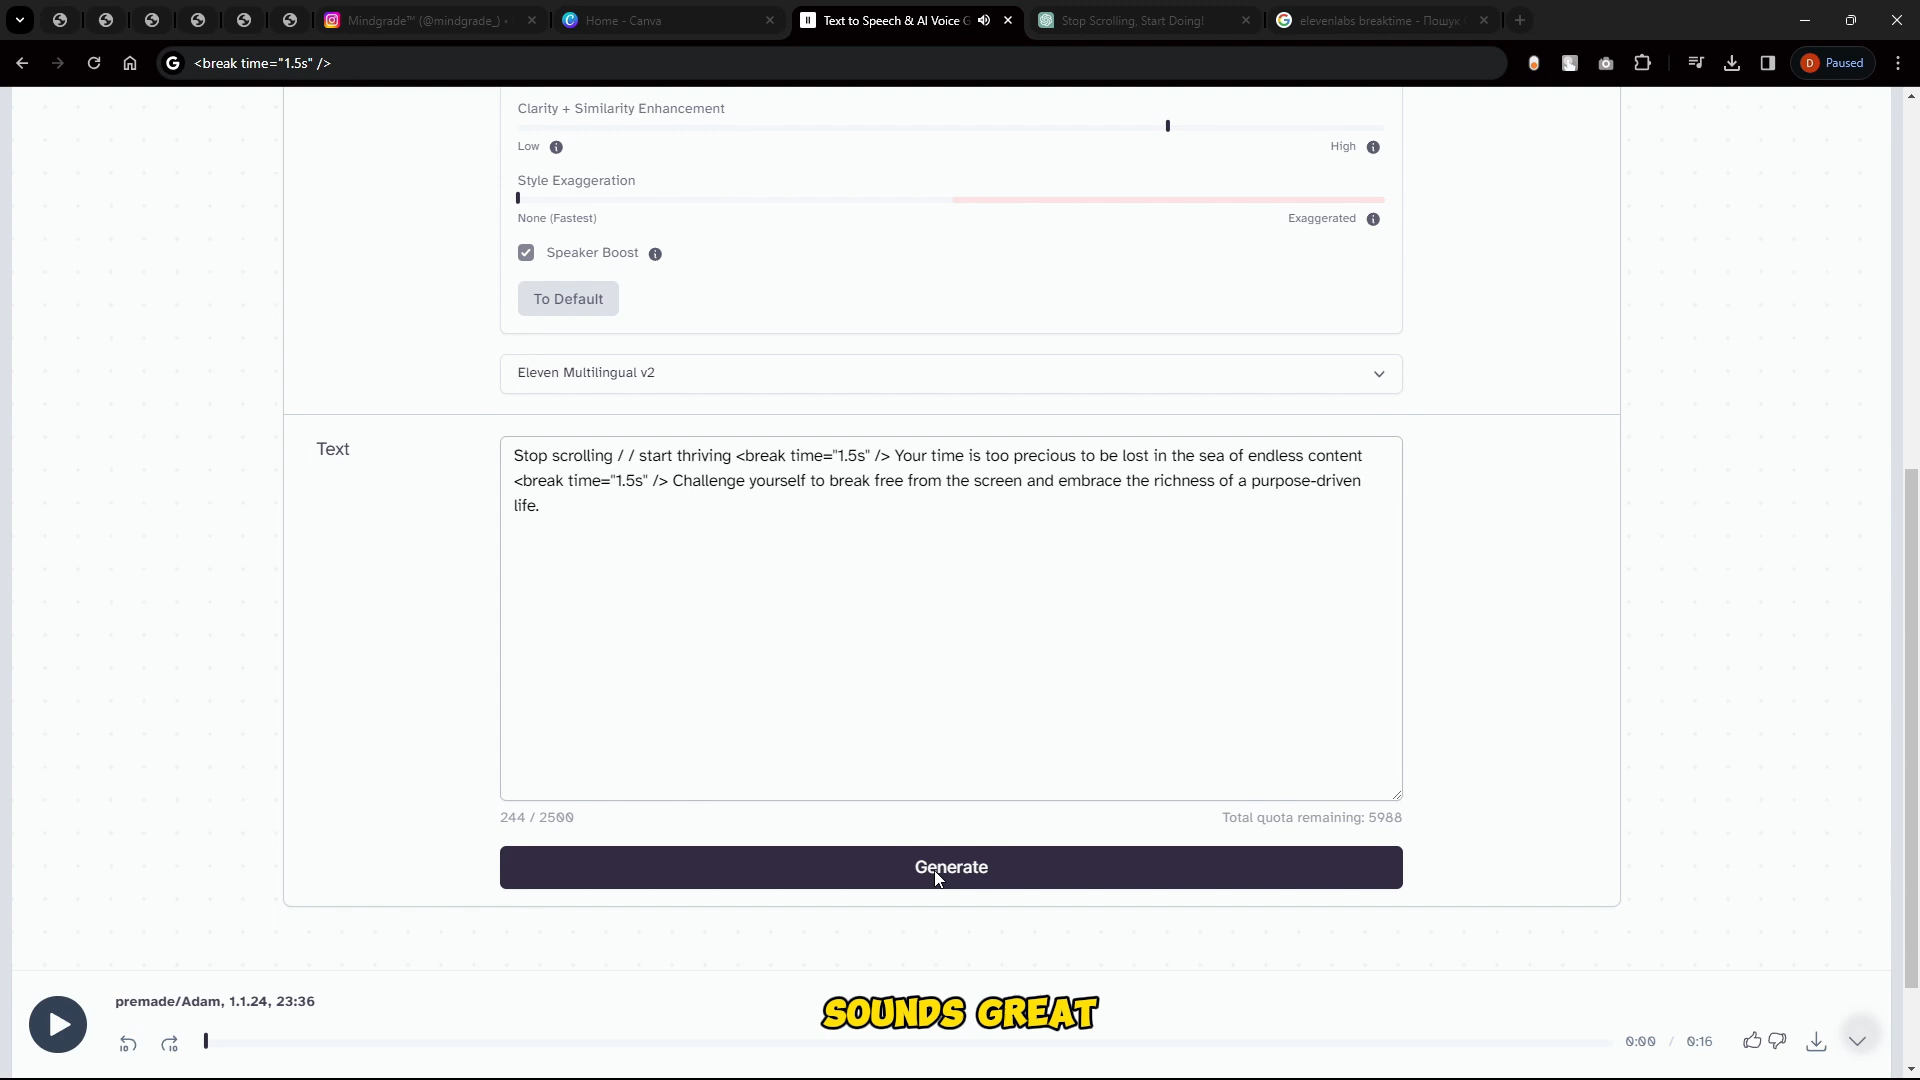 Mindgrade™ (@mindgrade_) •
Home - Canva
Text to Speech & AI Voice G
Stop Scrolling, Start Doing!
elevenlabs breaktime - Пошук
<break time="1.5s" />
D Paused
Clarity + Similarity Enhancement
Low
High
Style Exaggeration
None (Fastest)
Exaggerated
Speaker Boost
To Default
Eleven Multilingual v2
Text
Stop scrolling / / start thriving <break time="1.5s" /> Your time is too precious to be lost in the sea of endless content
<break time="1.5s" /> Challenge yourself to break free from the screen and embrace the richness of a purpose-driven
life.
244 / 2500
Total quota remaining: 5988
Generate
premade/Adam, 1.1.24, 23:36
SOUNDS GREAT
10
10
0:00 / 0:16